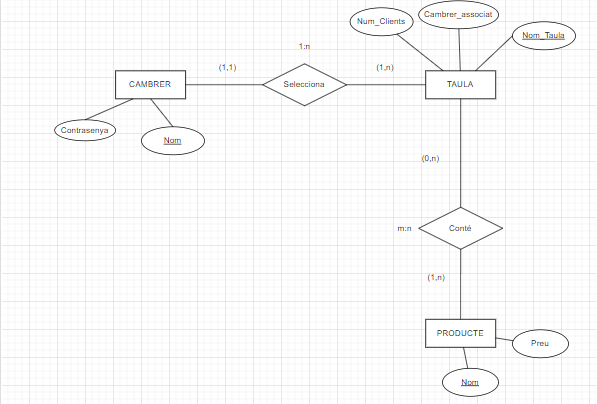 Num_Clients
Cambrer_associat
Nom_Taula
1:n
(1,1)
(1,n)
CAMBRER
Selecciona
TAULA
Contrasenya
Nom
(0,n)
m:n
Conté
(1,n)
PRODUCTE
Preu
Nom